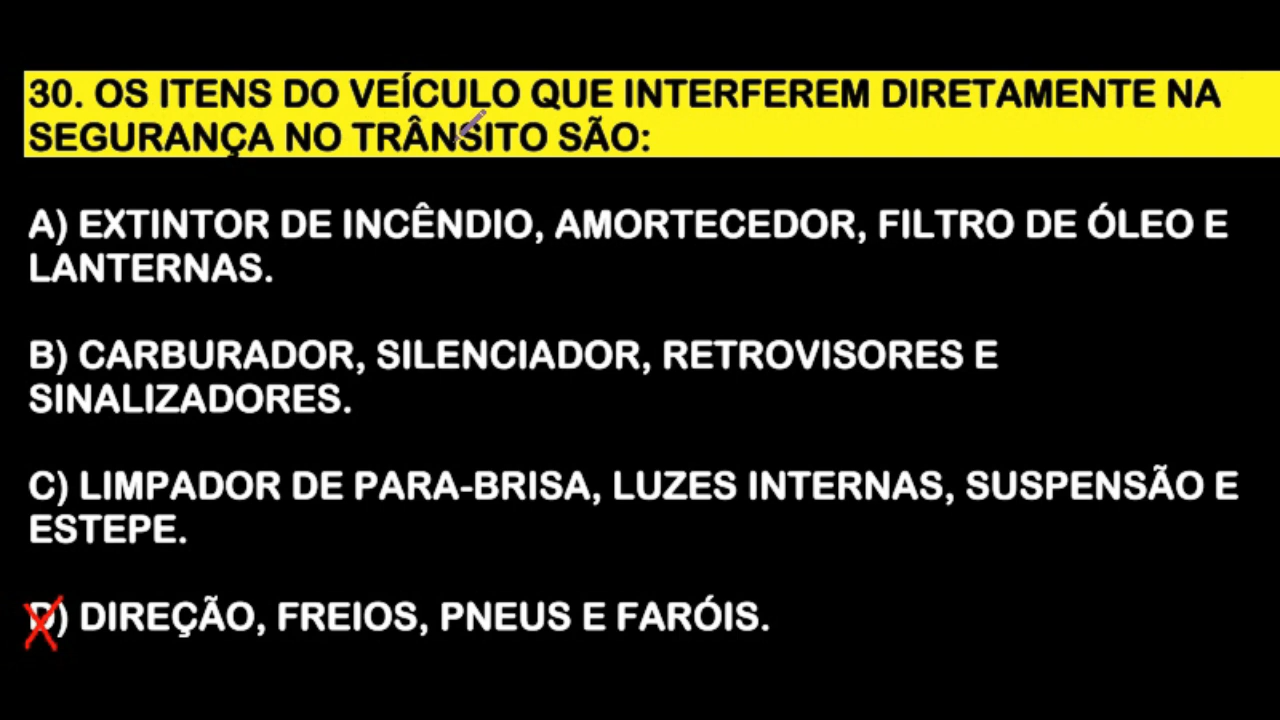 30. OS ITENS DO VEÍCULO QUE INTERFEREM DIRETAMENTE NA
SEGURANÇA NO TRÂNSITO SÃO:
A) EXTINTOR DE INCÊNDIO, AMORTECEDOR, FILTRO DE ÓLEO E
LANTERNAS.
B) CARBURADOR, SILENCIADOR, RETROVISORES E
SINALIZADORES.
C) LIMPADOR DE PARA-BRISA, LUZES INTERNAS, SUSPENSÃO E
ESTEPE.
D) DIREÇÃO, FREIOS, PNEUS E FARÓIS.